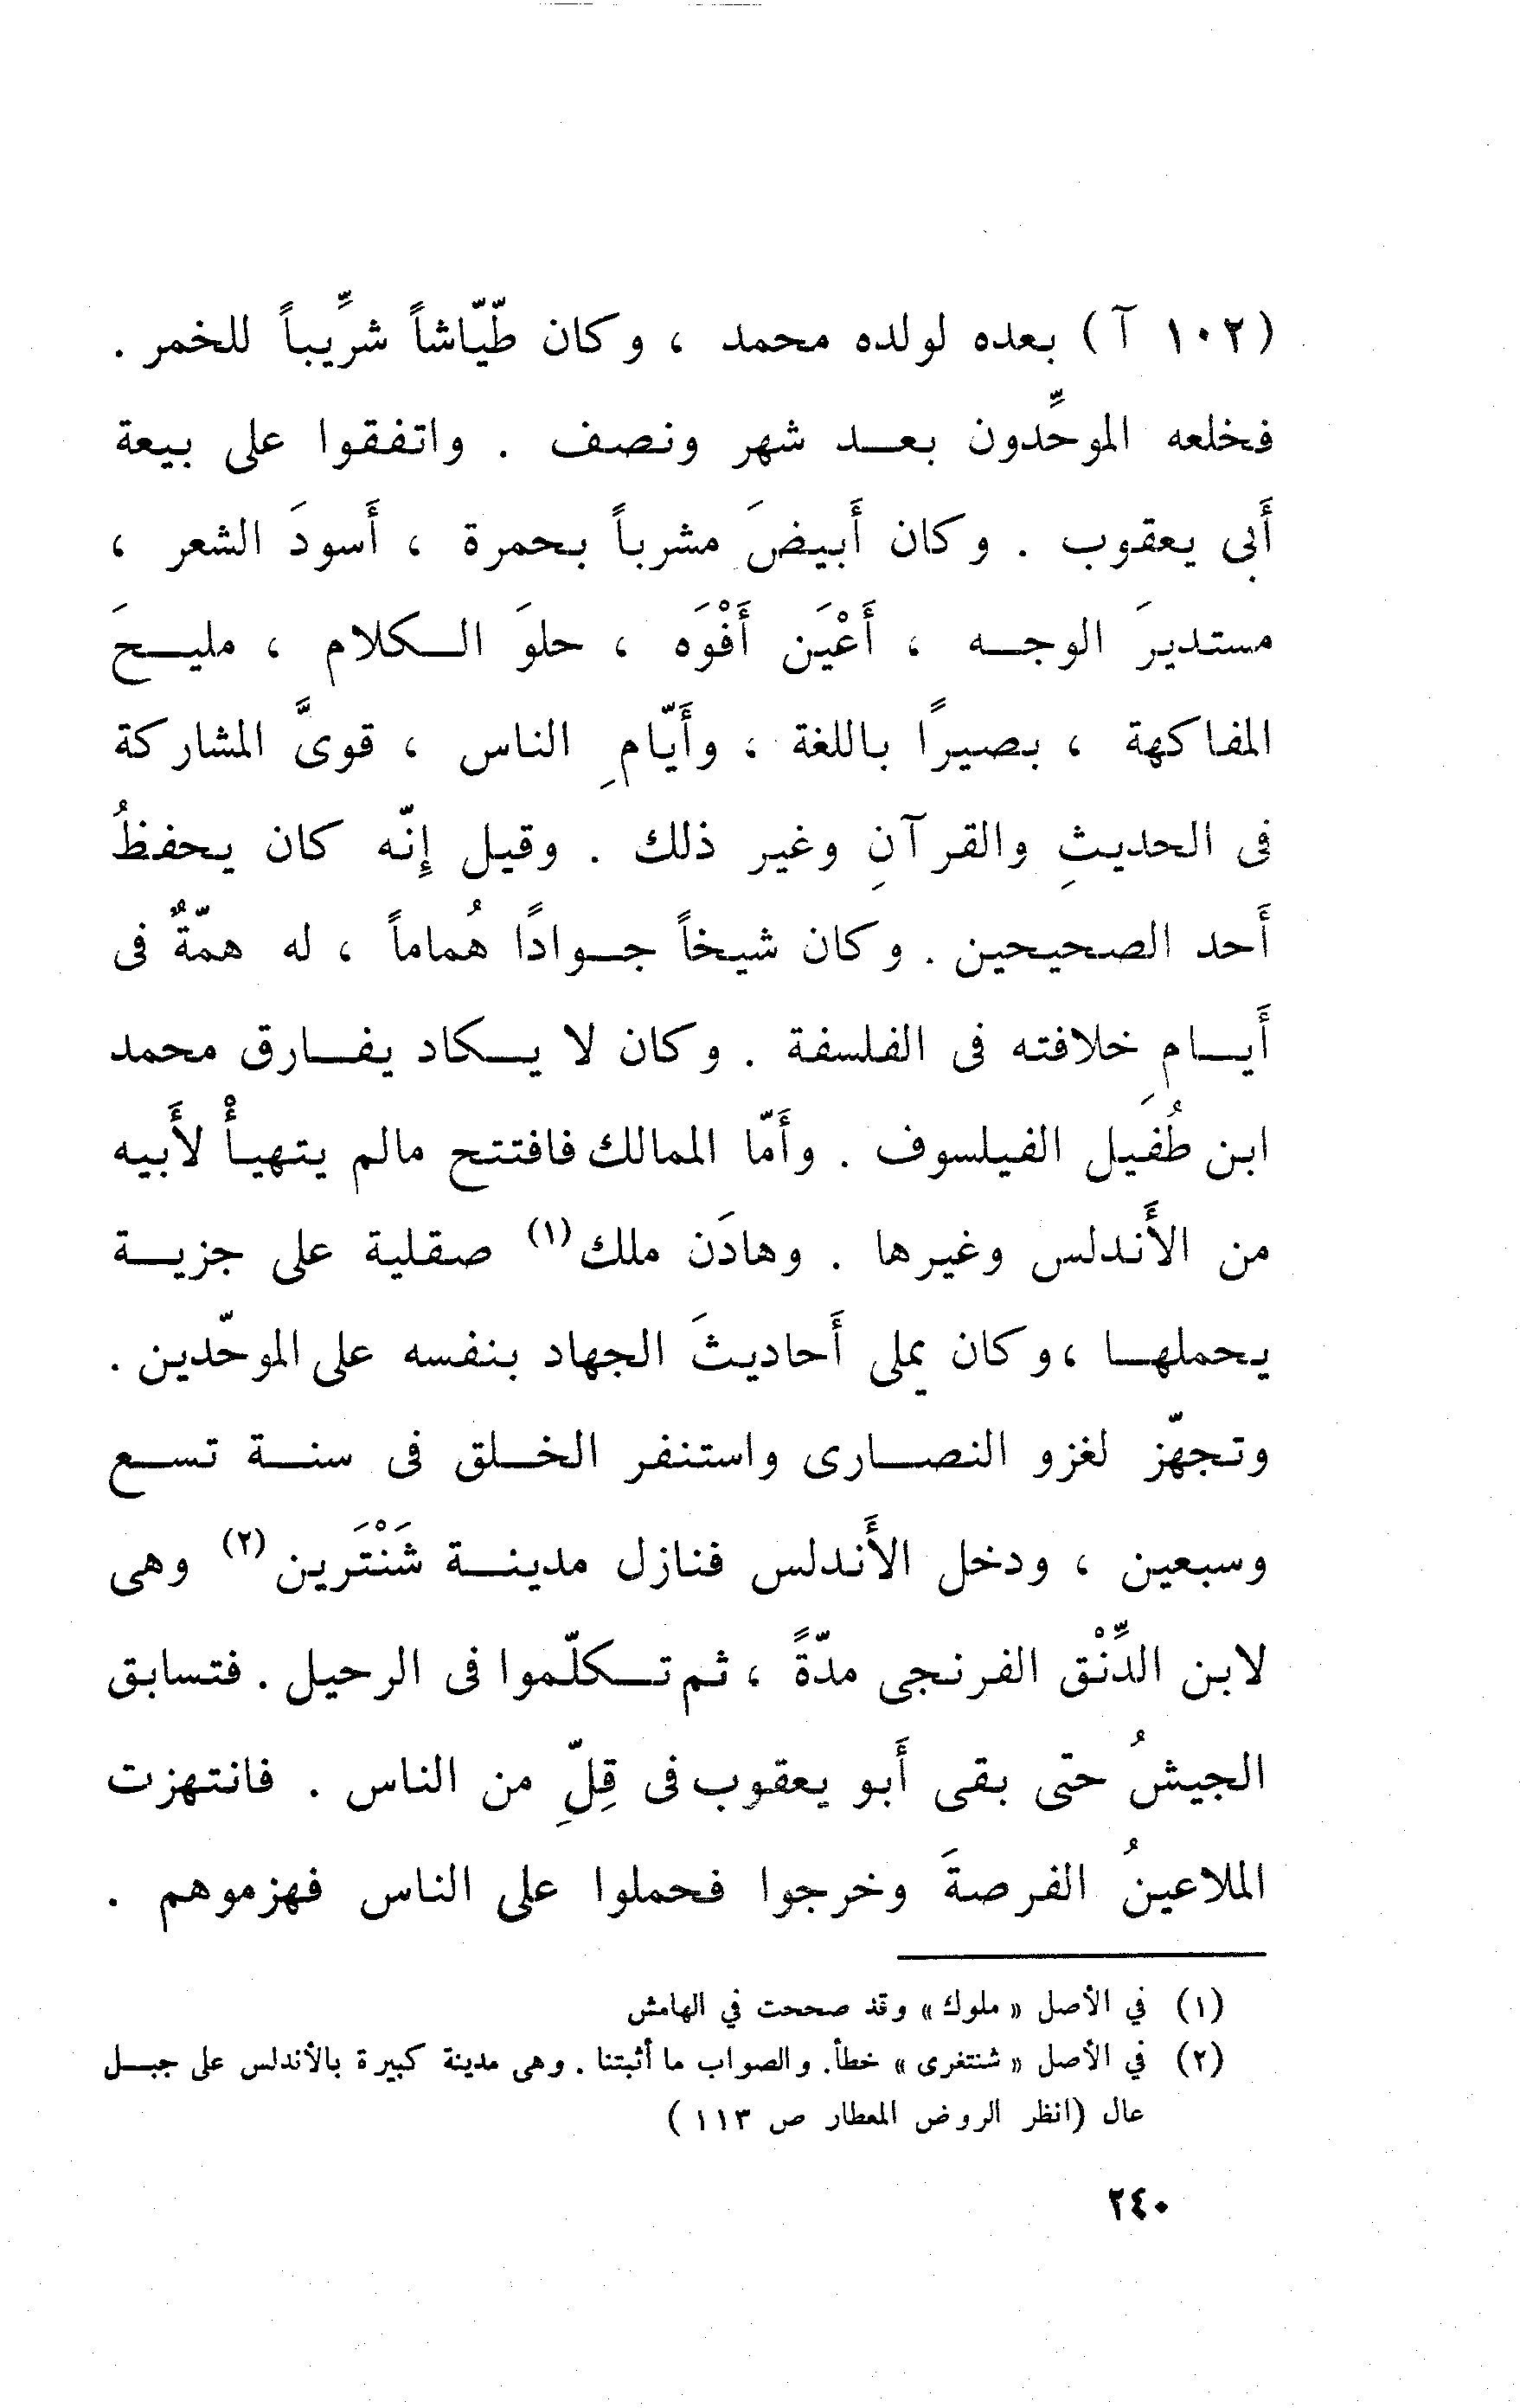 (١٠٢ آ) بعده لولده محمد ، وكان طيّاشاً شرِّيباً للخمر .
فخلعه الموحِّدون بعد شهر ونصف . واتفقوا على بيعة
أَبى يعقوب . وكان أَبيضَ مشرباً بحمرة ، أَسودَ الشعر ،
مستديرَ الوجه ، أَعْيَن أَفْوَه ، حلوَ الكلام ، مليحَ
المفاكهة ، بصيرًا باللغة ، وأَيّامِ الناس ، قوىَّ المشاركة
فى الحديثِ والقرآنِ وغير ذلك . وقيل إِنّه كان يحفظُ
أَحد الصحيحين . وكان شيخاً جوادًا هُماماً ، له همّةٌ فى
أَيامِ خلافته فى الفلسفة . وكان لا يكاد يفارق محمد
ابن طُفَيل الفيلسوف . وأَمّا الممالك فافتتح مالم يتهيأْ لأَبيه
من الأَندلس وغيرها . وهادَن ملك(١) صقلية على جزية
يحملها ، وكان يملى أَحاديثَ الجهاد بنفسه على الموحّدين .
وتجهّز لغزو النصارى واستنفر الخلق فى سنة تسع
وسبعين ، ودخل الأَندلس فنازل مدينة شَنْتَرين(٢) وهى
لابن الدِّنْق الفرنجى مدّةً ، ثم تكلّموا فى الرحيل . فتسابق
الجيشُ حتى بقى أَبو يعقوب فى قِلِّ من الناس . فانتهزت
الملاعينُ الفرصةَ وخرجوا فحملوا على الناس فهزموهم .
(١) في الأصل « ملوك » وقد صححت في الهامش
(٢) في الأصل « شنتغرى » خطأ. والصواب ما أثبتنا . وهى مدينة كبيرة بالأندلس على جبل
عال (انظر الروض المعطار ص ١١٣)
٢٤٠